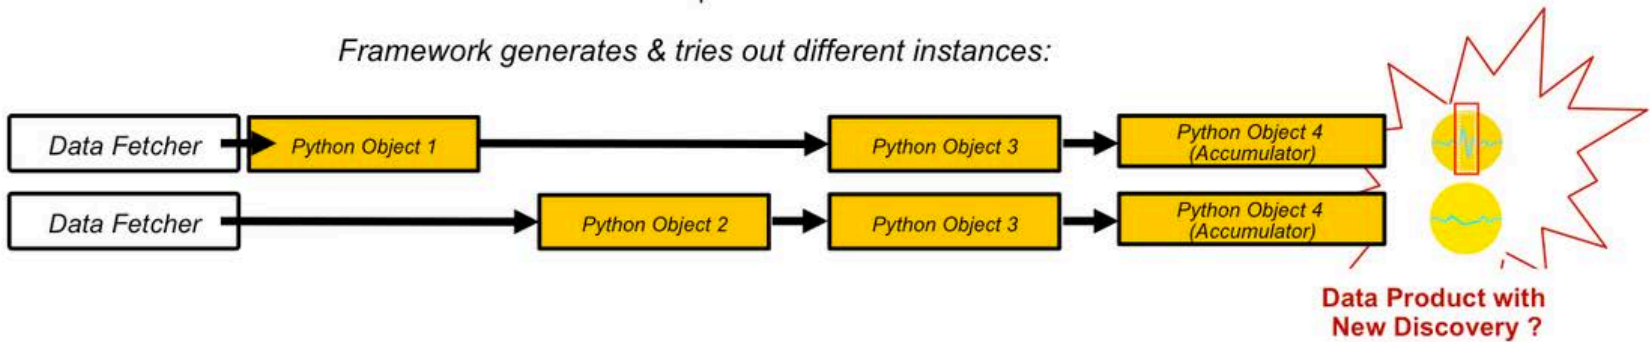 Framework generates & tries out different instances:
Data Fetcher
Python Object 1
Python Object 3
Python Object 4
(Accumulator)
Data Fetcher
Python Object 2
Python Object 3
Python Object 4
(Accumulator)
Data Product with
New Discovery ?